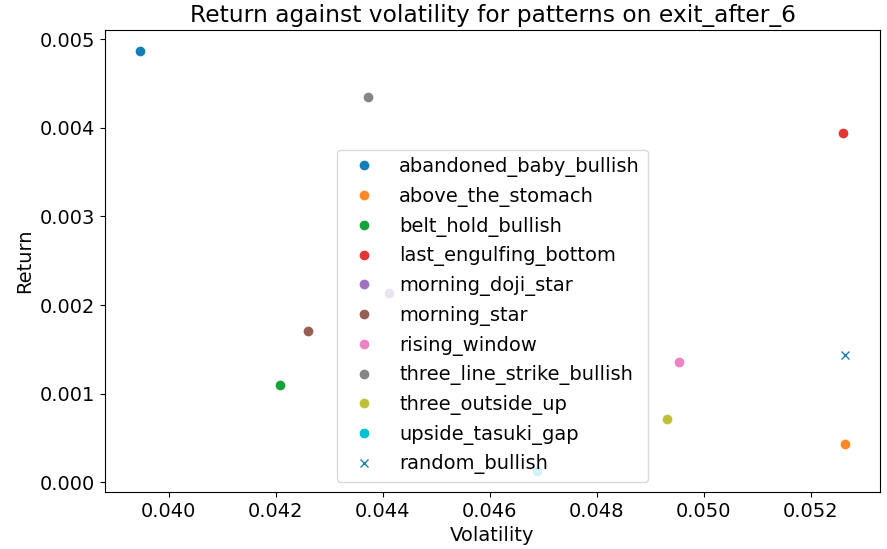 Return against volatility for patterns on exit_after_6
0.005
0.004
0.003
0.002
0.001
0.000
Return
abandoned_baby_bullish
above_the_stomach
belt_hold_bullish
last_engulfing_bottom
morning_doji_star
morning_star
rising_window
three_line_strike_bullish
three_outside_up
upside_tasuki_gap
random_bullish
0.040 0.042 0.044 0.046 0.048 0.050 0.052
Volatility